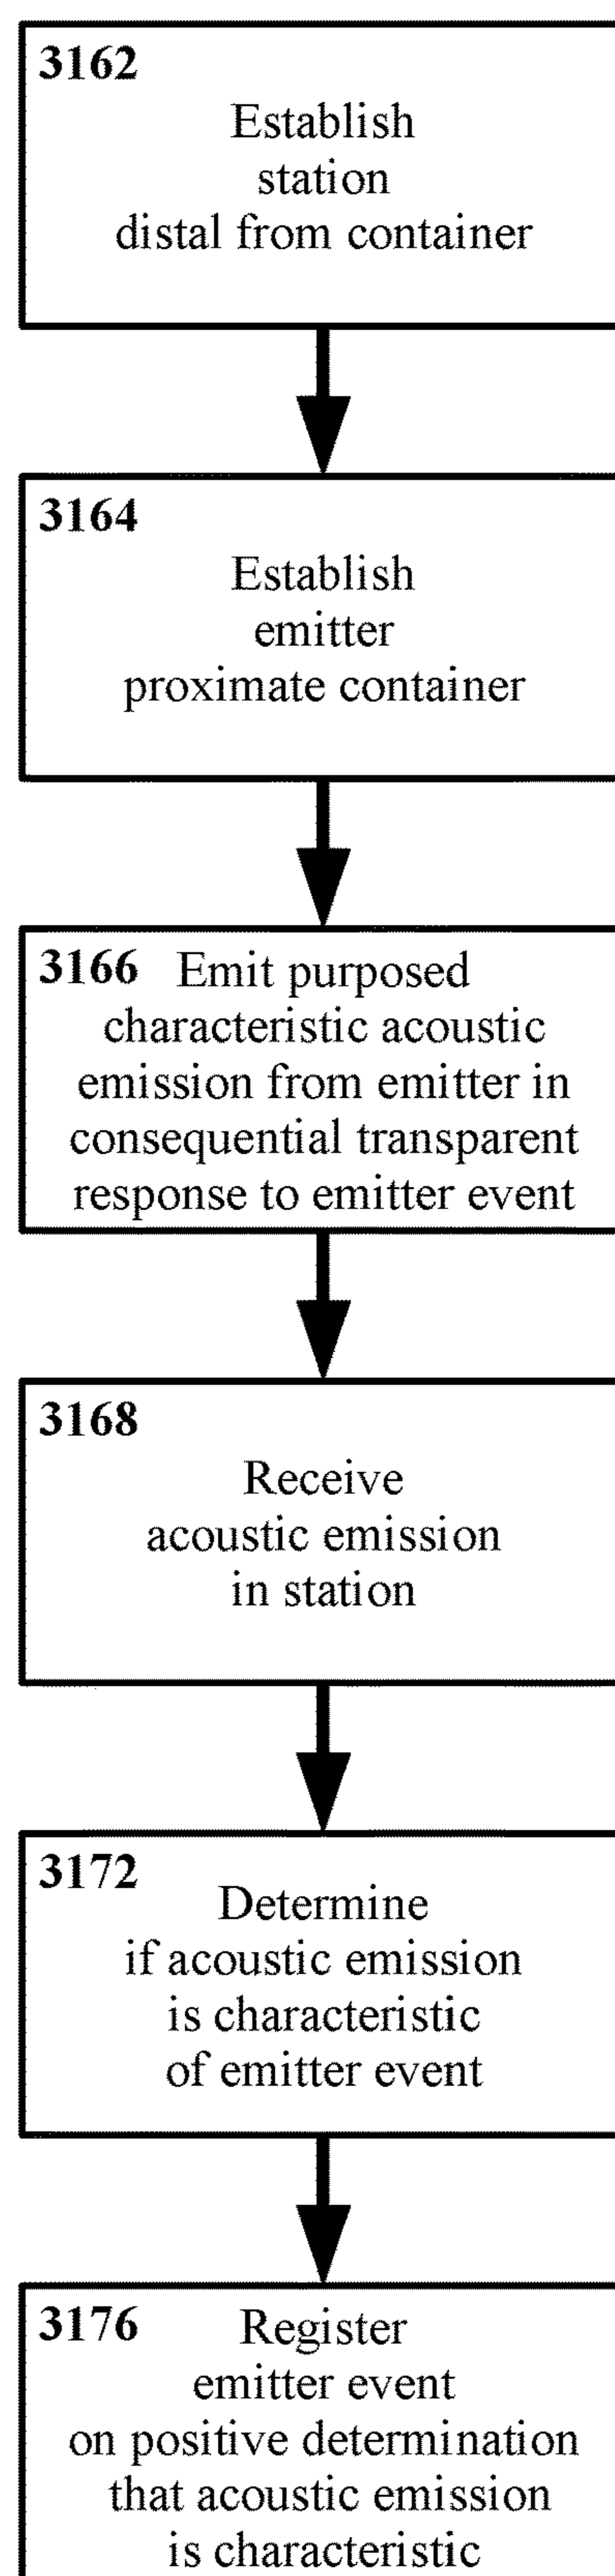 3162
Establish
station
distal from container
3164
Establish
emitter
proximate container
3166 Emit purposed
characteristic acoustic
emission from emitter in
consequential transparent
response to emitter event
3168
Receive
acoustic emission
in station
3172
Determine
if acoustic emission
is characteristic
of emitter event
3176 Register
emitter event
on positive determination
that acoustic emission
is characteristic